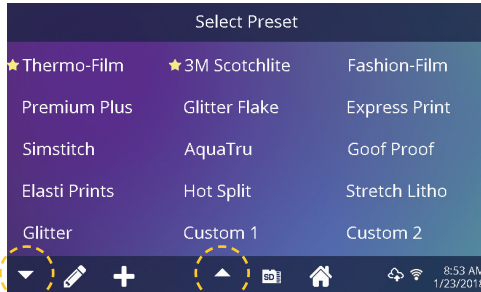 Select Preset
Thermo-Film 3M Scotchlite Fashion-Film
Premium Plus Glitter Flake Express Print
Simstitch AquaTru Goof Proof
Elasti Prints Hot Split Stretch Litho
Glitter Custom 1 Custom 2
SD 8:53 AM
1/23/2018